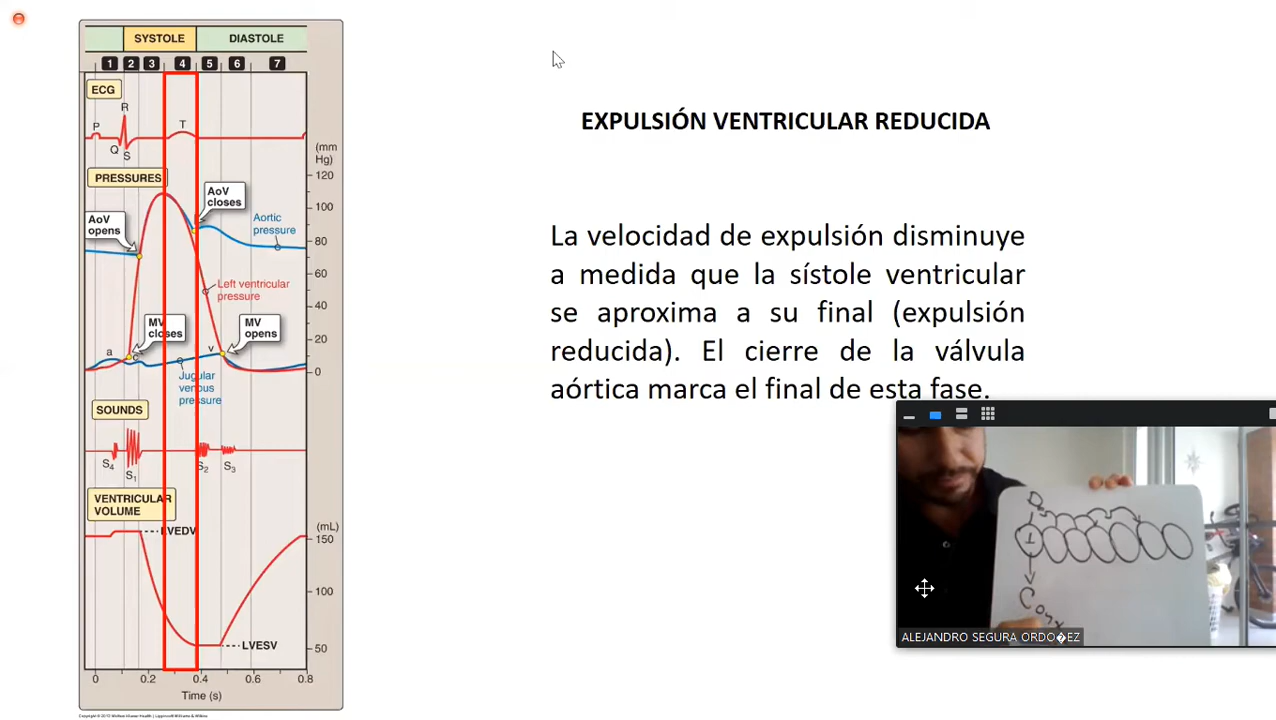 SYSTOLE DIASTOLE
1 2 3 4 5 6 7
ECG
R
P
T
Q
S
(mm
Hg)
PRESSURES
120
AoV
closes
100
AoV
opens
Aortic
pressure
80
60
Left ventricular
pressure
40
MV
closes
MV
opens
20
a
c
v
0
Jugular
venous
pressure
SOUNDS
S4
S1
S2
S3
VENTRICULAR
VOLUME
LVEDV
(mL)
150
100
LVESV
50
0 0.2 0.4 0.6 0.8
Time (s)
EXPULSIÓN VENTRICULAR REDUCIDA
La velocidad de expulsión disminuye
a medida que la sístole ventricular
se aproxima a su final (expulsión
reducida). El cierre de la válvula
aórtica marca el final de esta fase.
D
1
ALEJANDRO SEGURA ORDO�EZ